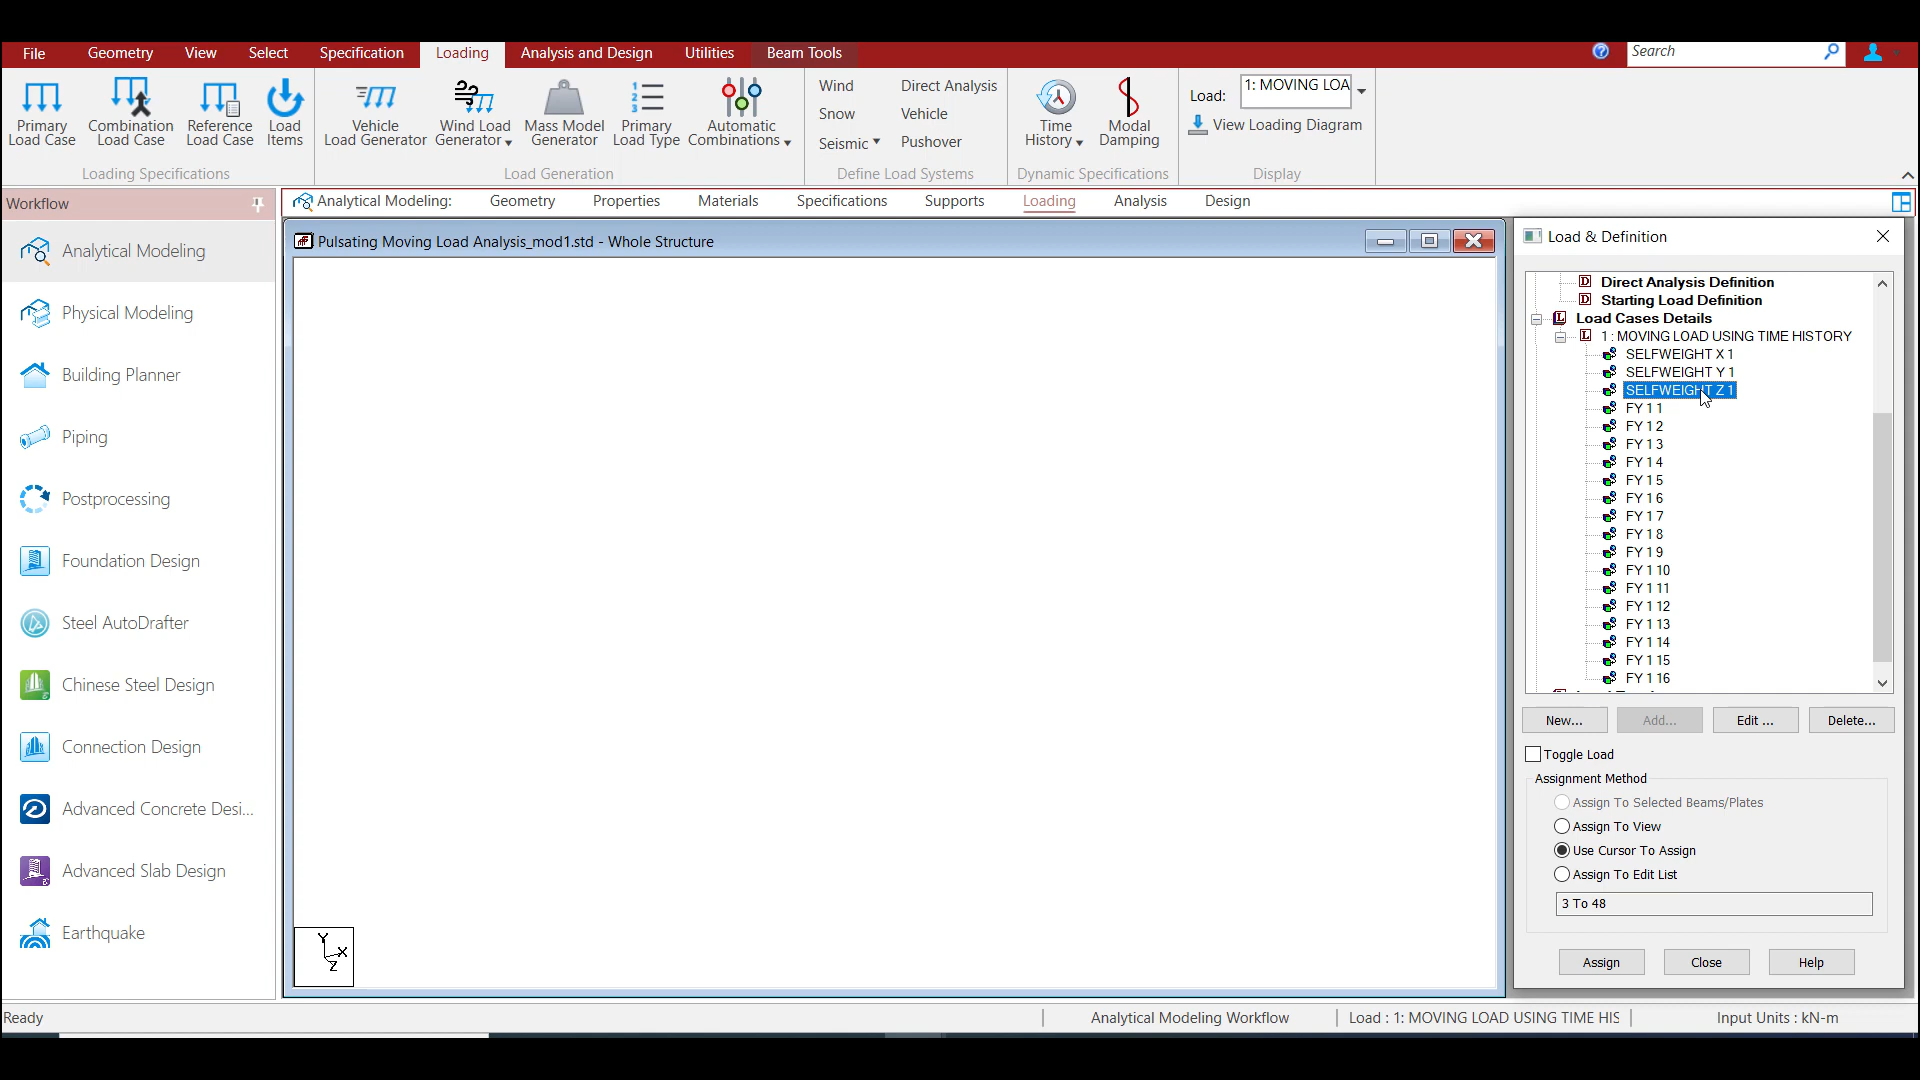 File Geometry View Select Specification Loading Analysis and Design Utilities Beam Tools Search
Primary Load Case
Combination Load Case
Reference Load Case
Load Items
Loading Specifications
Vehicle Load Generator
Wind Load Generator
Mass Model Generator
Primary Load Type
Automatic Combinations
Load Generation
Wind Direct Analysis
Snow Vehicle
Seismic Pushover
Define Load Systems
Time History
Modal Damping
Dynamic Specifications
Load: 1: MOVING LOA
View Loading Diagram
Display
Workflow
Analytical Modeling: Geometry Properties Materials Specifications Supports Loading Analysis Design
Analytical Modeling
Physical Modeling
Building Planner
Piping
Postprocessing
Foundation Design
Steel AutoDrafter
Chinese Steel Design
Connection Design
Advanced Concrete Desi...
Advanced Slab Design
Earthquake
Pulsating Moving Load Analysis_mod1.std - Whole Structure
Y
X
Z
Load & Definition
Direct Analysis Definition
Starting Load Definition
Load Cases Details
1 : MOVING LOAD USING TIME HISTORY
SELFWEIGHT X 1
SELFWEIGHT Y 1
SELFWEIGHT Z 1
FY 1 1
FY 1 2
FY 1 3
FY 1 4
FY 1 5
FY 1 6
FY 1 7
FY 1 8
FY 1 9
FY 1 10
FY 1 11
FY 1 12
FY 1 13
FY 1 14
FY 1 15
FY 1 16
New... Add... Edit ... Delete...
Toggle Load
Assignment Method
Assign To Selected Beams/Plates
Assign To View
Use Cursor To Assign
Assign To Edit List
3 To 48
Assign Close Help
Ready Analytical Modeling Workflow Load : 1: MOVING LOAD USING TIME HIS Input Units : kN-m